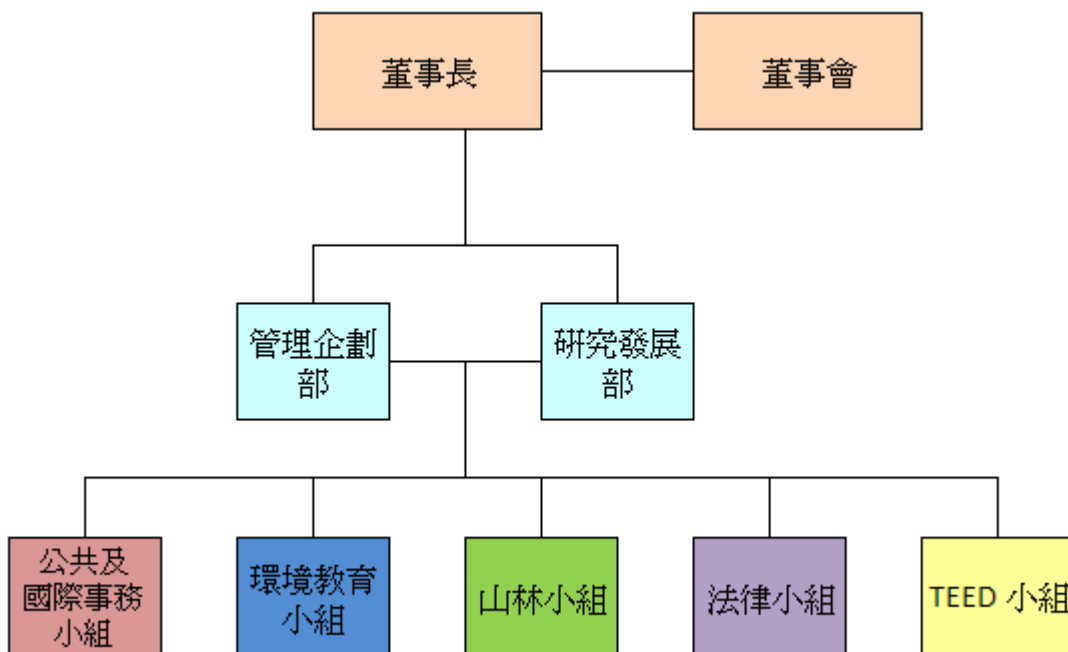 董事長
董事會
管理企劃
部
研究發展
部
公共及
國際事務
小組
環境教育
小組
山林小組
法律小組
TEED 小組